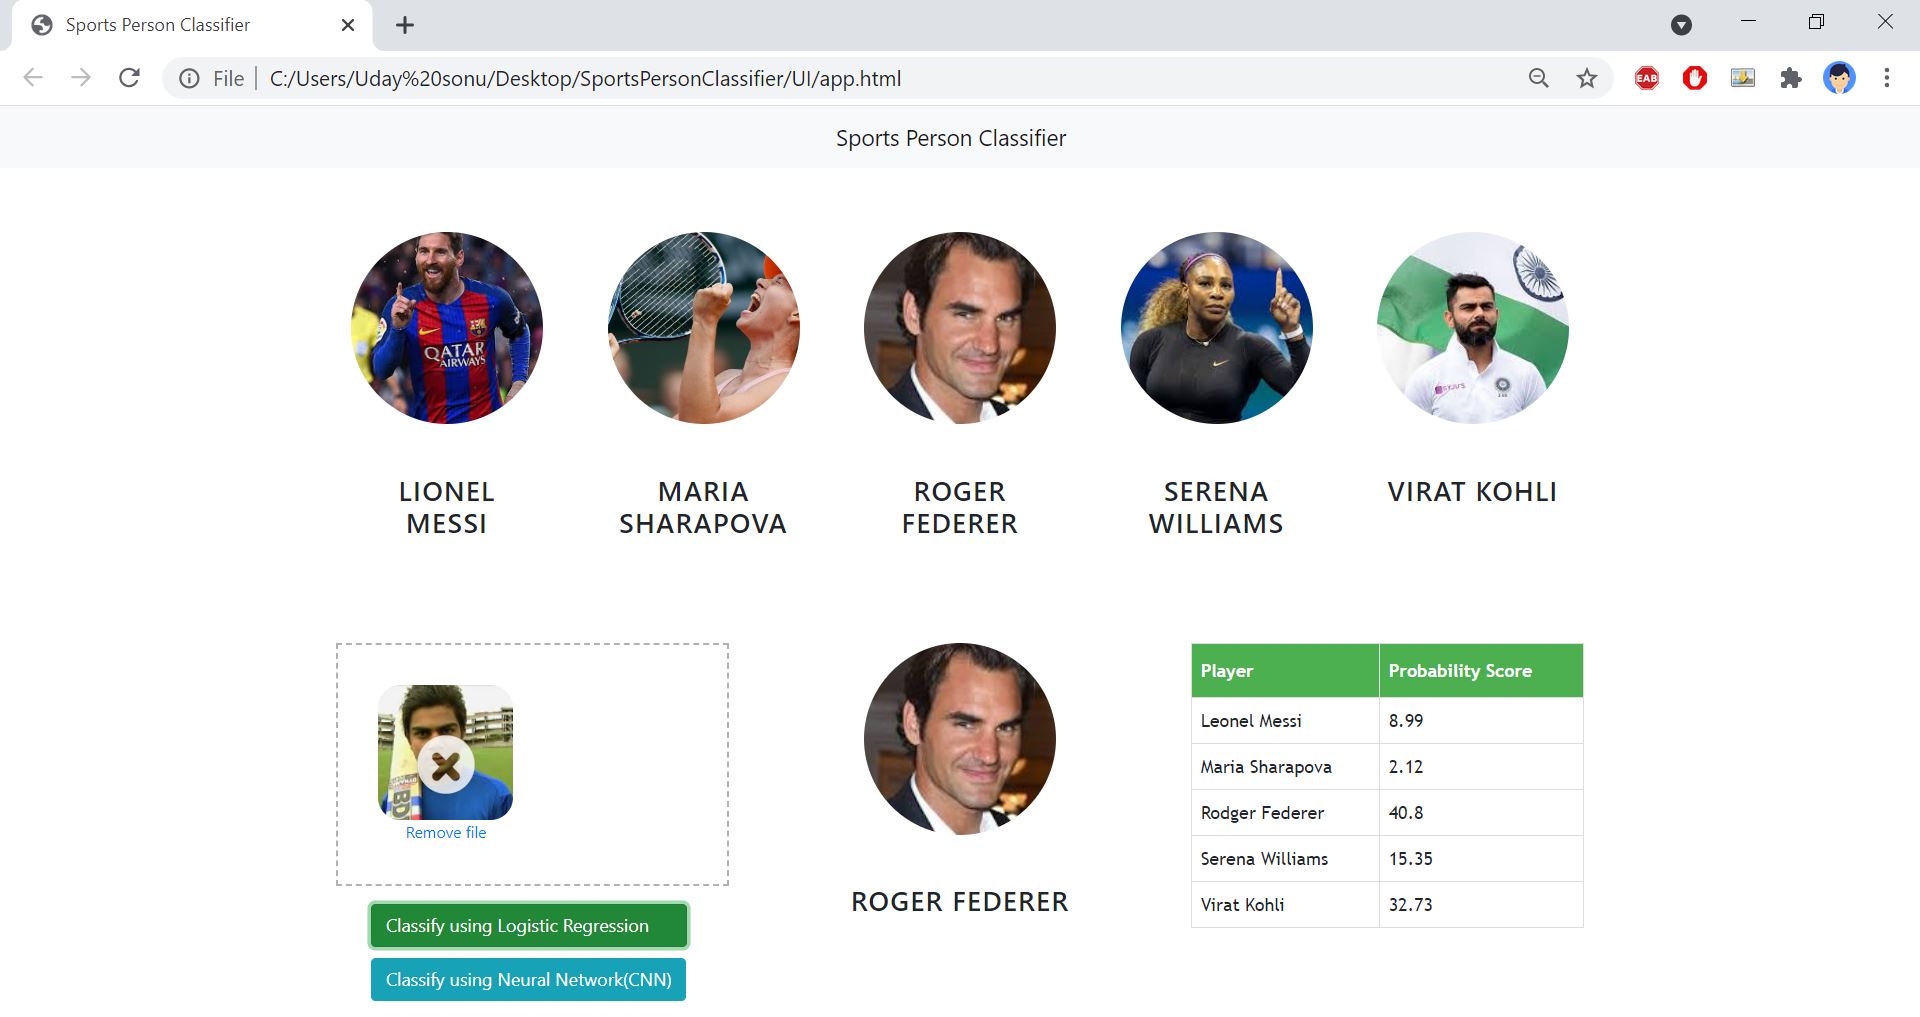 Sports Person Classifier
File
C:/Users/Uday%20sonu/Desktop/SportsPersonClassifier/UI/app.html
EAB
Sports Person Classifier
QATAR
AIRWAYS
BYJU'S
LIONEL
MESSI
MARIA
SHARAPOVA
ROGER
FEDERER
SERENA
WILLIAMS
VIRAT KOHLI
BD
Remove file
Classify using Logistic Regression
Classify using Neural Network(CNN)
ROGER FEDERER
Player Probability Score
Leonel Messi 8.99
Maria Sharapova 2.12
Rodger Federer 40.8
Serena Williams 15.35
Virat Kohli 32.73